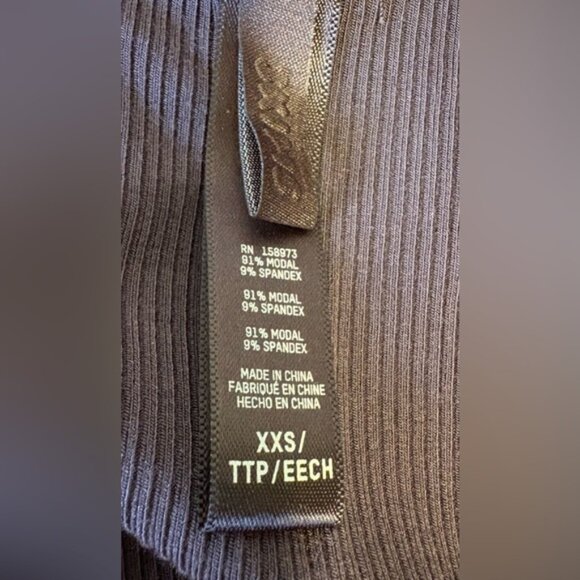 SKIMS
RN 158973
91% MODAL
9% SPANDEX
91% MODAL
9% SPANDEX
91% MODAL
9% SPANDEX
MADE IN CHINA
FABRIQUÉ EN CHINE
HECHO EN CHINA
XXS/
TTP/EECH